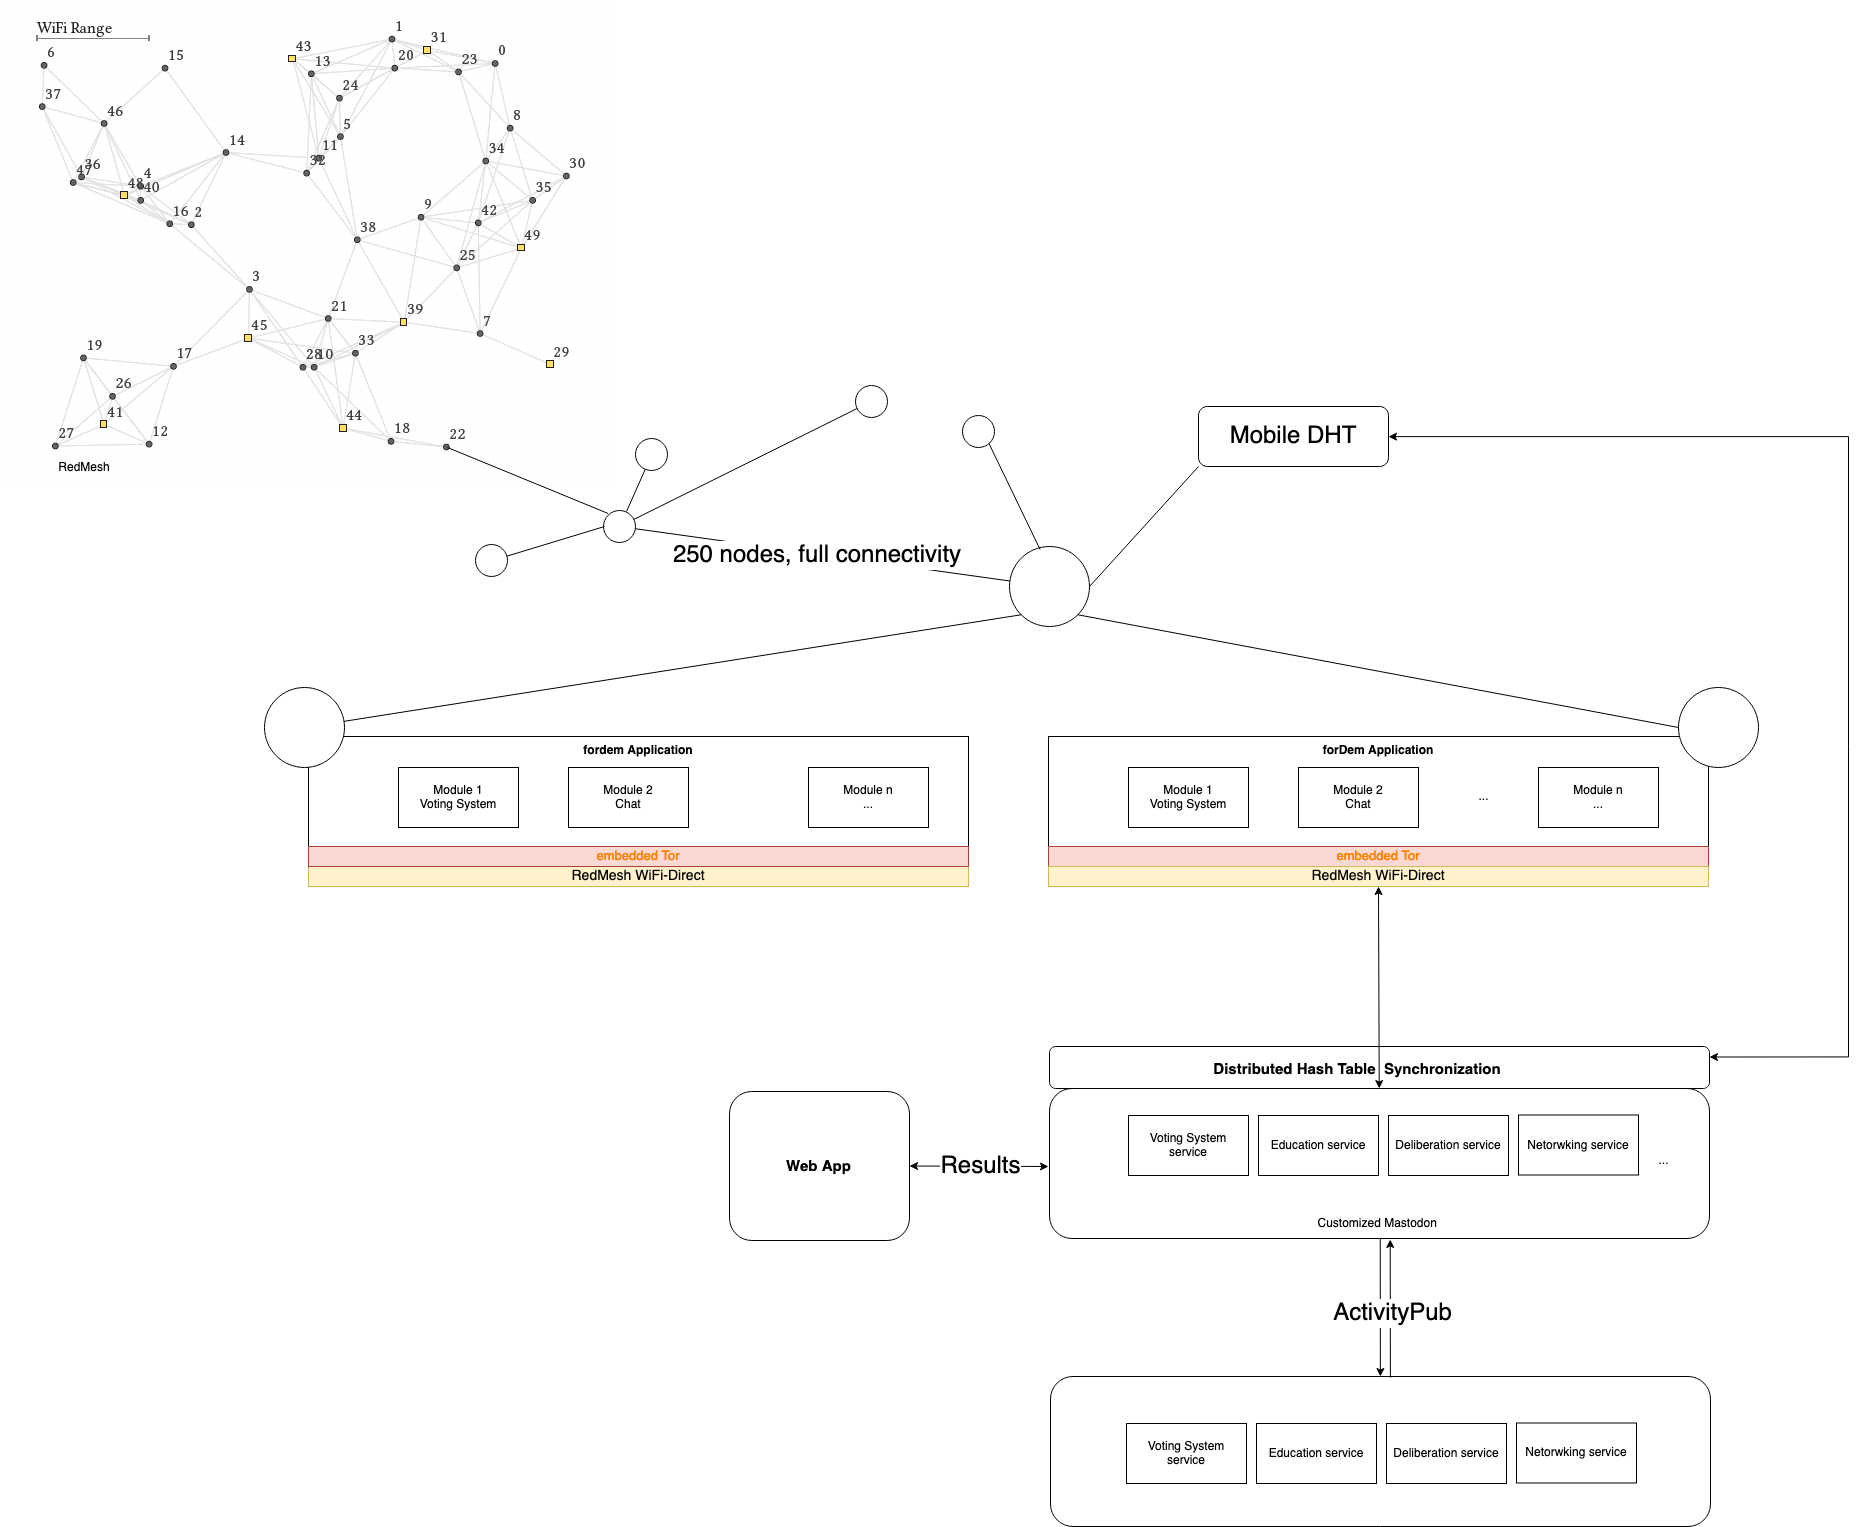 WiFi Range
1
31
43
0
6
15
20
13
23
24
37
46
8
5
14
11
34
32
30
36
47
4
48
40
35
16
2
9
42
38
49
25
3
21
39
45
7
33
19
17
28
10
29
26
41
44
27
12
18
22
RedMesh
Mobile DHT
250 nodes, full connectivity
fordem Application
Module 1
Voting System
Module 2
Chat
Module n
...
embedded Tor
RedMesh WiFi-Direct
forDem Application
Module 1
Voting System
Module 2
Chat
...
Module n
...
embedded Tor
RedMesh WiFi-Direct
Distributed Hash Table Synchronization
Web App
Results
Voting System
service
Education service
Deliberation service
Netorwking service
...
Customized Mastodon
ActivityPub
Voting System
service
Education service
Deliberation service
Netorwking service